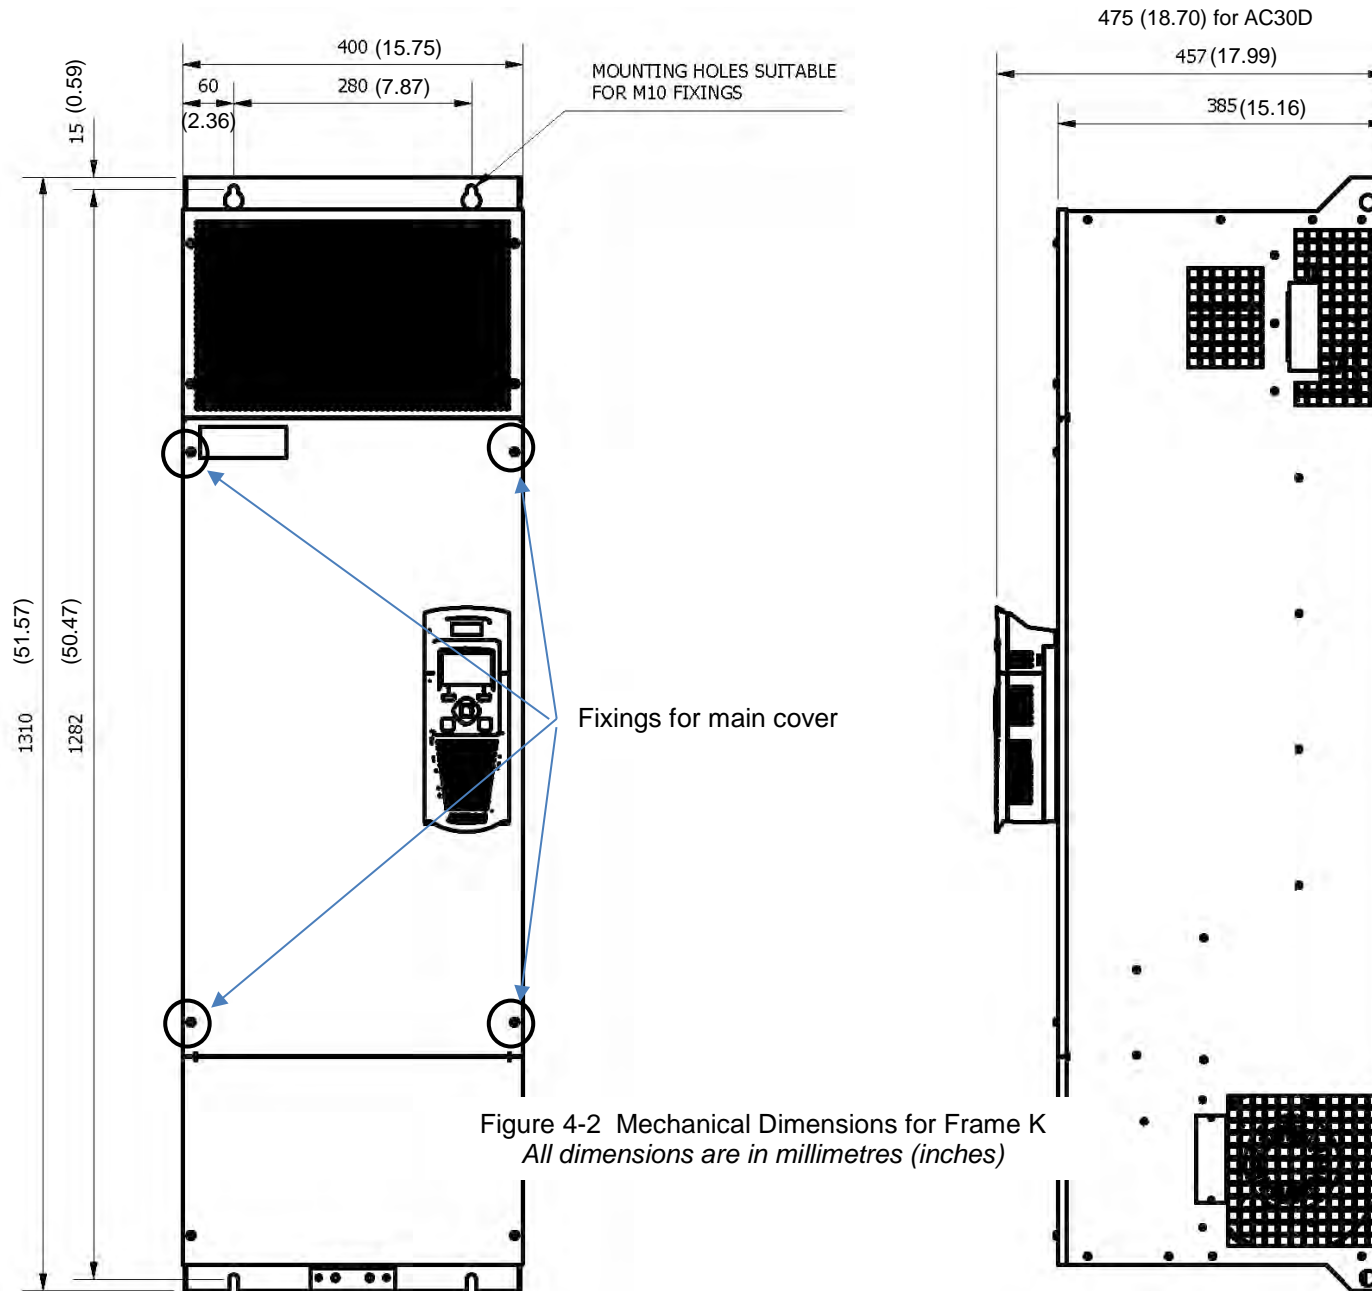 475 (18.70) for AC30D
400 (15.75)
457 (17.99)
60
(2.36)
280 (7.87)
15 (0.59)
MOUNTING HOLES SUITABLE
FOR M10 FIXINGS
385 (15.16)
1310 (51.57)
1282 (50.47)
Fixings for main cover
Figure 4-2 Mechanical Dimensions for Frame K
All dimensions are in millimetres (inches)